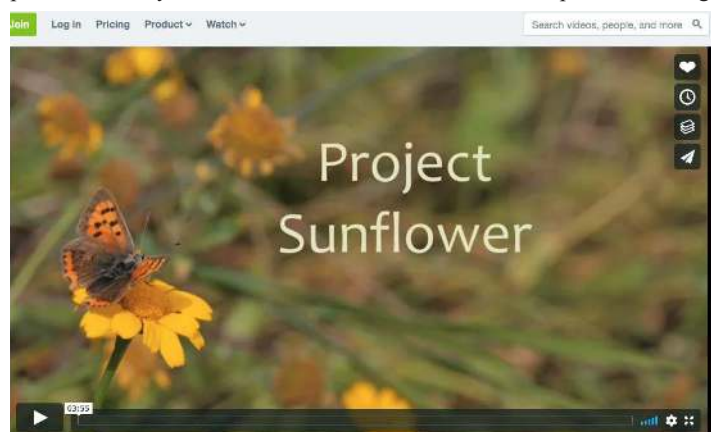 Join Log in Pricing Product Watch Search videos, people, and more
Project
Sunflower
03:55